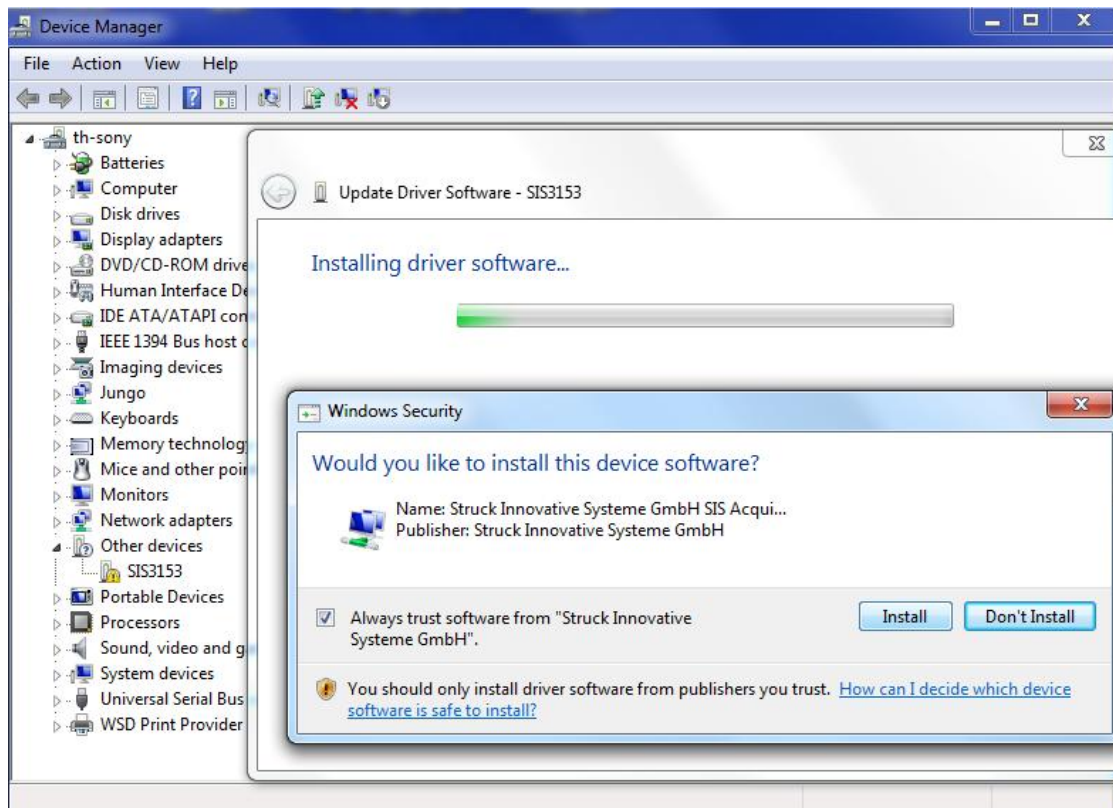 Device Manager
File Action View Help
th-sony
Batteries
Computer
Disk drives
Display adapters
DVD/CD-ROM drive
Human Interface De
IDE ATA/ATAPI con
IEEE 1394 Bus host c
Imaging devices
Jungo
Keyboards
Memory technolog
Mice and other poin
Monitors
Network adapters
Other devices
SIS3153
Portable Devices
Processors
Sound, video and g
System devices
Universal Serial Bus
WSD Print Provider
Update Driver Software - SIS3153
Installing driver software...
Windows Security
Would you like to install this device software?
Name: Struck Innovative Systeme GmbH SIS Acqui...
Publisher: Struck Innovative Systeme GmbH
Always trust software from "Struck Innovative
Systeme GmbH".
Install Don't Install
You should only install driver software from publishers you trust. How can I decide which device
software is safe to install?